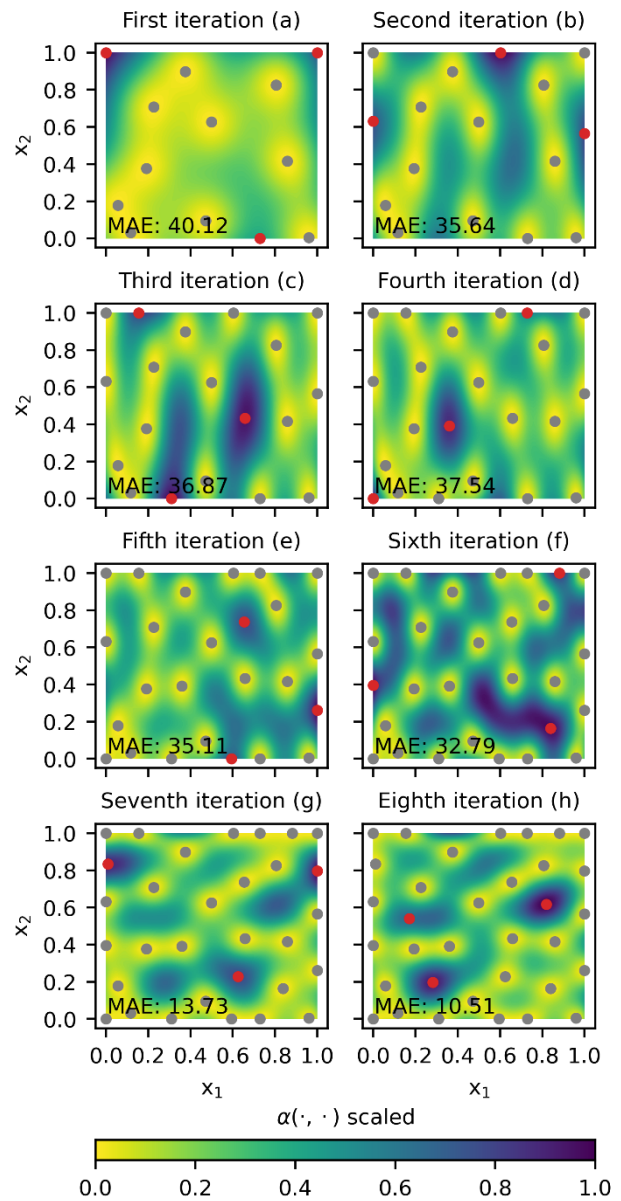 First iteration (a) Second iteration (b)
1.0
0.8
0.6
0.4
0.2
0.0
x₂
MAE: 40.12 MAE: 35.64
Third iteration (c) Fourth iteration (d)
1.0
0.8
0.6
0.4
0.2
0.0
x₂
MAE: 36.87 MAE: 37.54
Fifth iteration (e) Sixth iteration (f)
1.0
0.8
0.6
0.4
0.2
0.0
x₂
MAE: 35.11 MAE: 32.79
Seventh iteration (g) Eighth iteration (h)
1.0
0.8
0.6
0.4
0.2
0.0
x₂
MAE: 13.73 MAE: 10.51
0.0 0.2 0.4 0.6 0.8 1.0 0.0 0.2 0.4 0.6 0.8 1.0
x₁ x₁
α(·, ·) scaled
0.0 0.2 0.4 0.6 0.8 1.0